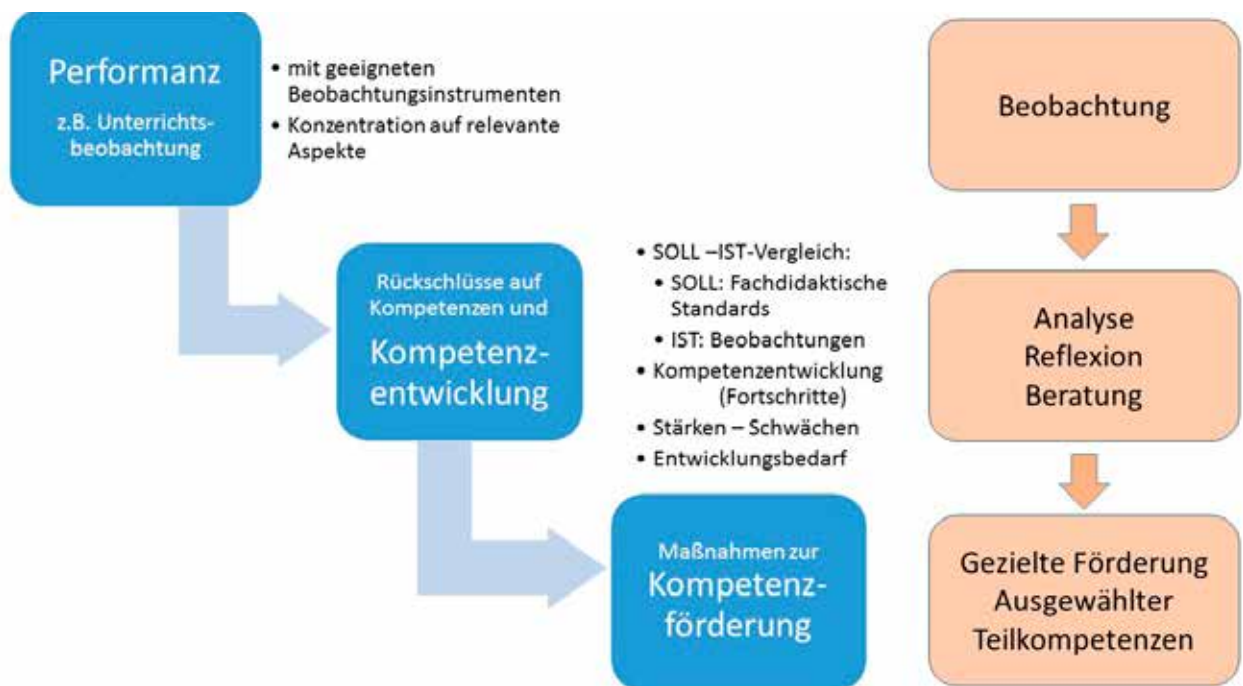 Performanz
z.B. Unterrichts-
beobachtung
• mit geeigneten
Beobachtungsinstrumenten
• Konzentration auf relevante
Aspekte
Beobachtung
Rückschlüsse auf
Kompetenzen und
Kompetenz-
entwicklung
• SOLL –IST-Vergleich:
• SOLL: Fachdidaktische
Standards
• IST: Beobachtungen
• Kompetenzentwicklung
(Fortschritte)
• Stärken – Schwächen
• Entwicklungsbedarf
Analyse
Reflexion
Beratung
Maßnahmen zur
Kompetenz-
förderung
Gezielte Förderung
Ausgewählter
Teilkompetenzen